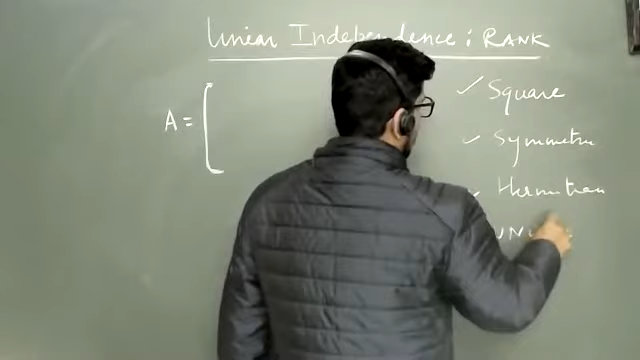 Linear Independence : RANK
A = [
✓ Square
✓ Symmetric
✓ Hermitian